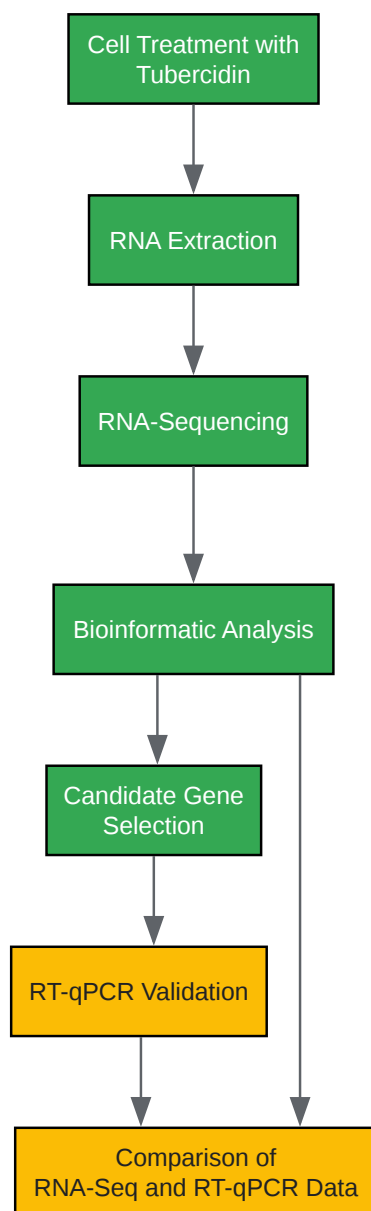 Cell Treatment with
Tubercidin
RNA Extraction
RNA-Sequencing
Bioinformatic Analysis
Candidate Gene
Selection
RT-qPCR Validation
Comparison of
RNA-Seq and RT-qPCR Data